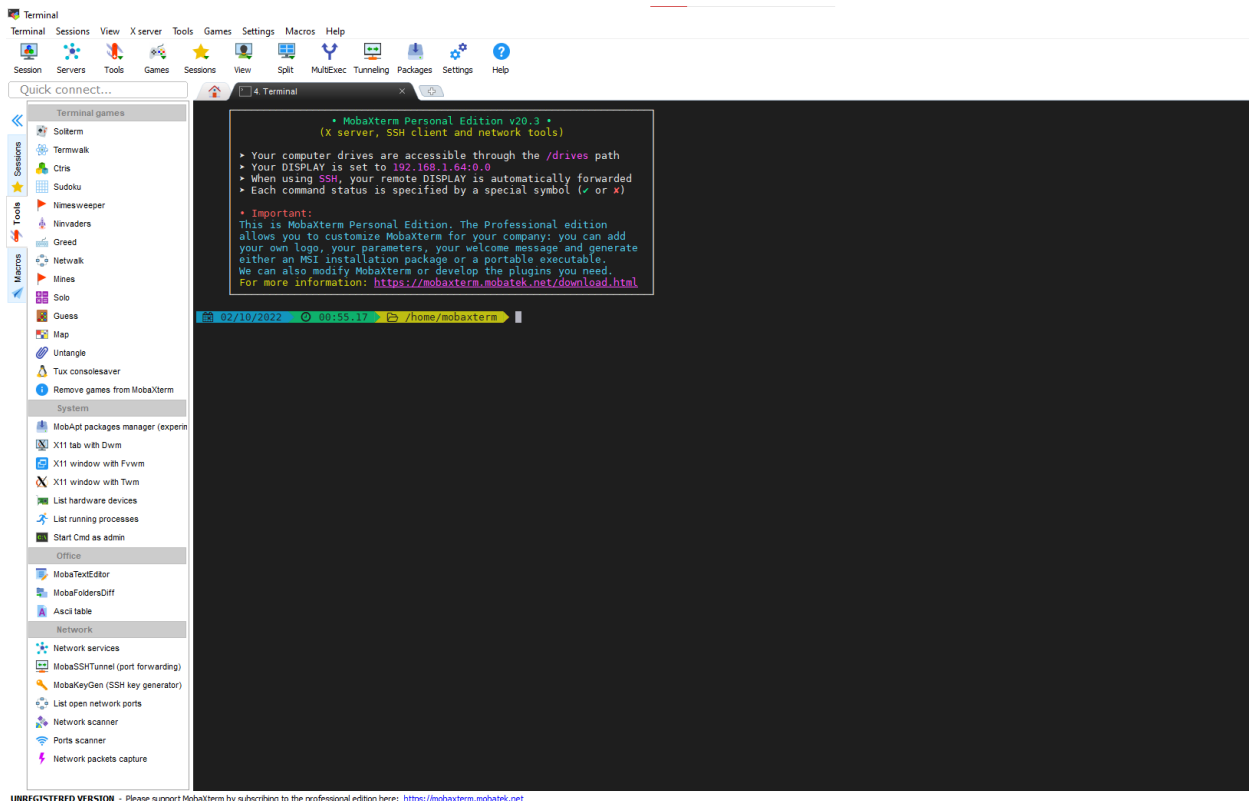 Terminal
Terminal Sessions View X server Tools Games Settings Macros Help
Session Servers Tools Games Sessions View Split MultiExec Tunneling Packages Settings Help
Quick connect...
4. Terminal
Sessions
Tools
Macros
Terminal games
Soliterm
Termwalk
Ctris
Sudoku
Nimesweeper
Ninvaders
Greed
Netwalk
Mines
Solo
Guess
Map
Untangle
Tux consolesaver
Remove games from MobaXterm
System
MobApt packages manager (experin
X11 tab with Dwm
X11 window with Fvwm
X11 window with Twm
List hardware devices
List running processes
Start Cmd as admin
Office
MobaTextEditor
MobaFoldersDiff
Ascii table
Network
Network services
MobaSSHTunnel (port forwarding)
MobaKeyGen (SSH key generator)
List open network ports
Network scanner
Ports scanner
Network packets capture
• MobaXterm Personal Edition v20.3 •
(X server, SSH client and network tools)
➤ Your computer drives are accessible through the /drives path
➤ Your DISPLAY is set to 192.168.1.64:0.0
➤ When using SSH, your remote DISPLAY is automatically forwarded
➤ Each command status is specified by a special symbol (✔ or ✘)
• Important:
This is MobaXterm Personal Edition. The Professional edition
allows you to customize MobaXterm for your company: you can add
your own logo, your parameters, your welcome message and generate
either an MSI installation package or a portable executable.
We can also modify MobaXterm or develop the plugins you need.
For more information: https://mobaxterm.mobatek.net/download.html
02/10/2022 00:55.17 /home/mobaxterm
UNREGISTERED VERSION - Please support MobaXterm by subscribing to the professional edition here: https://mobaxterm.mobatek.net